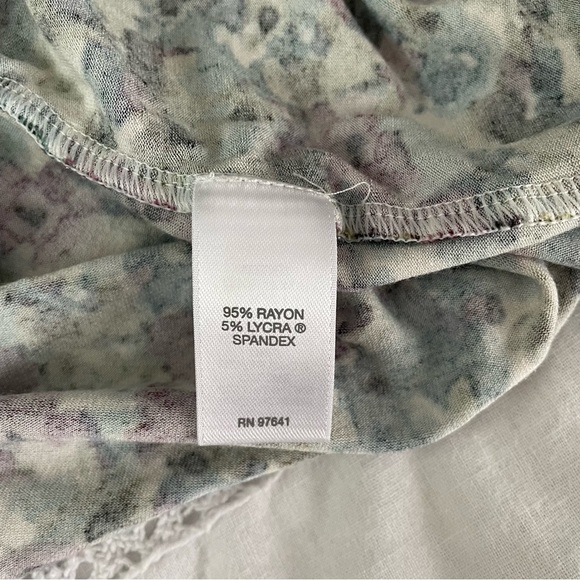 95% RAYON
5% LYCRA ®
SPANDEX
RN 97641